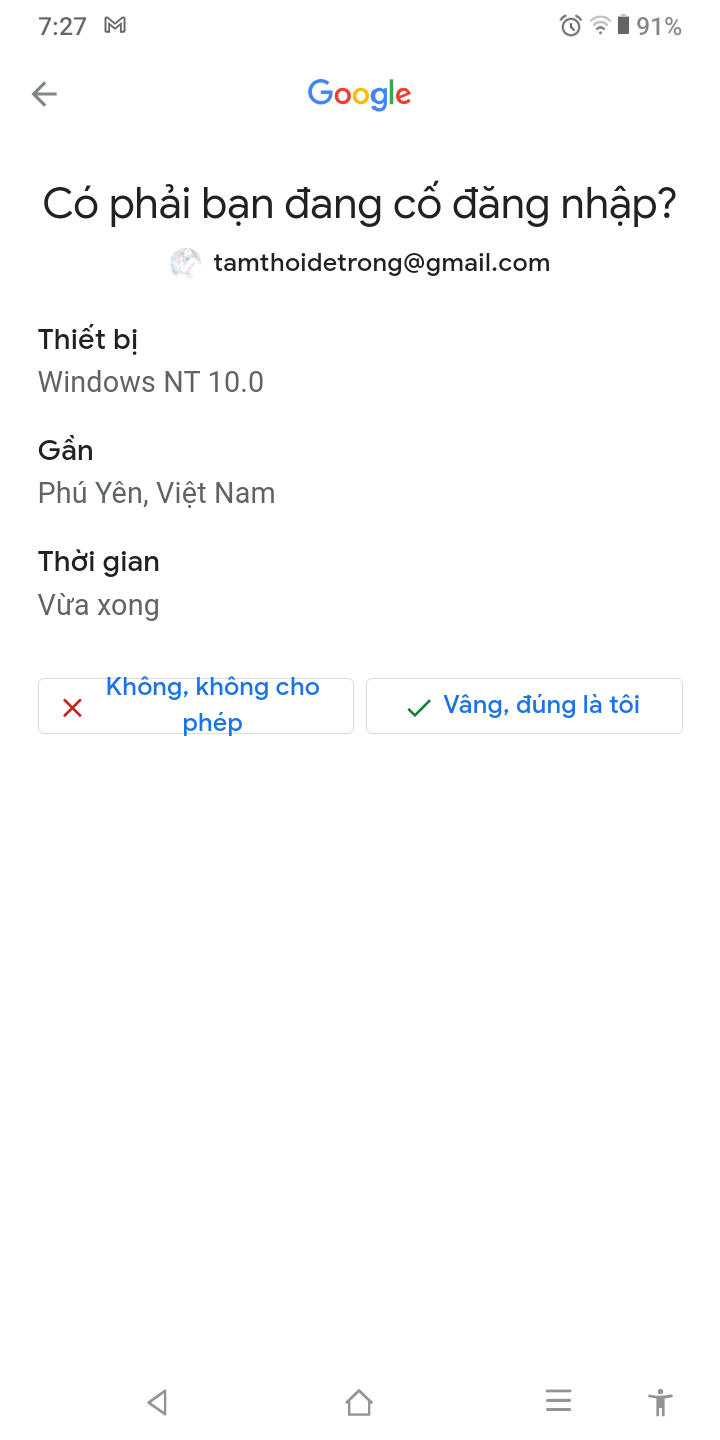 7:27 91%
Google
Có phải bạn đang cố đăng nhập?
tamthoidetrong@gmail.com
Thiết bị
Windows NT 10.0
Gần
Phú Yên, Việt Nam
Thời gian
Vừa xong
Không, không cho
phép
Vâng, đúng là tôi